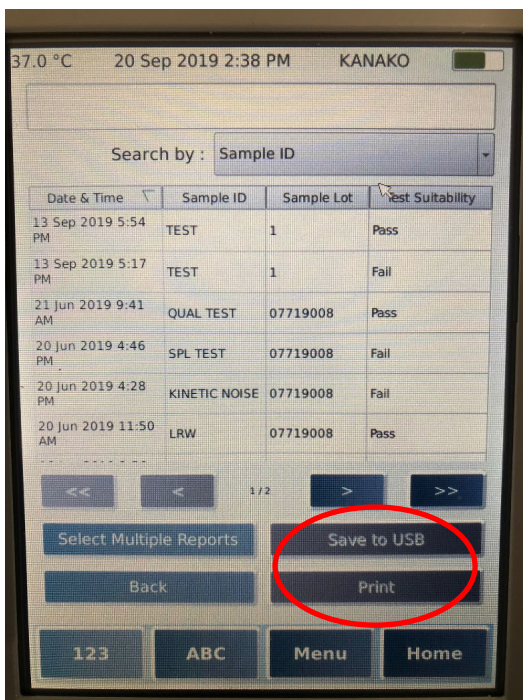 37.0 °C 20 Sep 2019 2:38 PM KANAKO
Search by : Sample ID
Date & Time Sample ID Sample Lot Test Suitability
13 Sep 2019 5:54 PM TEST 1 Pass
13 Sep 2019 5:17 PM TEST 1 Fail
21 Jun 2019 9:41 AM QUAL TEST 07719008 Pass
20 Jun 2019 4:46 PM SPL TEST 07719008 Fail
20 Jun 2019 4:28 PM KINETIC NOISE 07719008 Fail
20 Jun 2019 11:50 AM LRW 07719008 Pass
<< < 1/2 > >>
Select Multiple Reports Save to USB
Back Print
123 ABC Menu Home